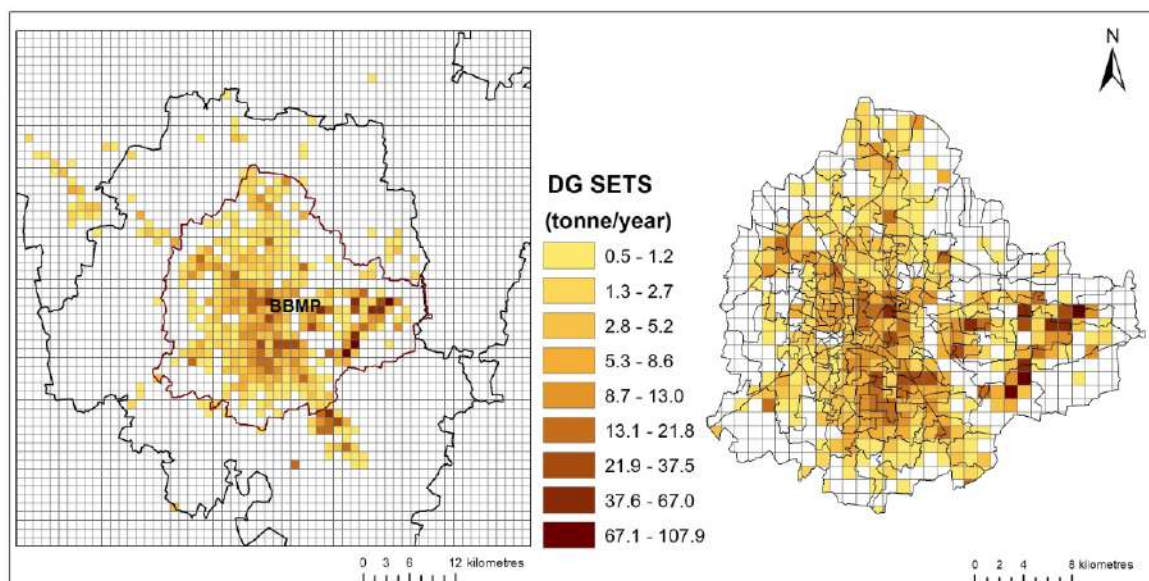 N
BBMP
DG SETS
(tonne/year)
0.5 - 1.2
1.3 - 2.7
2.8 - 5.2
5.3 - 8.6
8.7 - 13.0
13.1 - 21.8
21.9 - 37.5
37.6 - 67.0
67.1 - 107.9
0 3 6 12 kilometres
0 2 4 8 kilometres